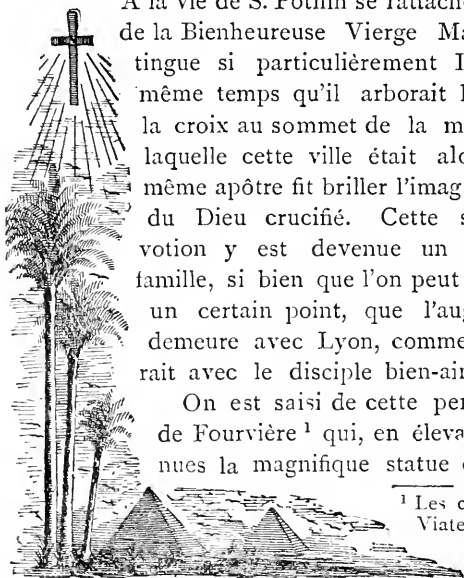 A la vie de S. Pothin se rattache
de la Bienheureuse Vierge Ma
tingue si particulièrement L
même temps qu'il arborait l
la croix au sommet de la m
laquelle cette ville était alo
même apôtre fit briller l'imag
du Dieu crucifié. Cette s
votion y est devenue un
famille, si bien que l'on peut
un certain point, que l'aug
demeure avec Lyon, comme
rait avec le disciple bien-aim
On est saisi de cette pen
de Fourvière ¹ qui, en éleva
nues la magnifique statue
¹ Les c
Viate